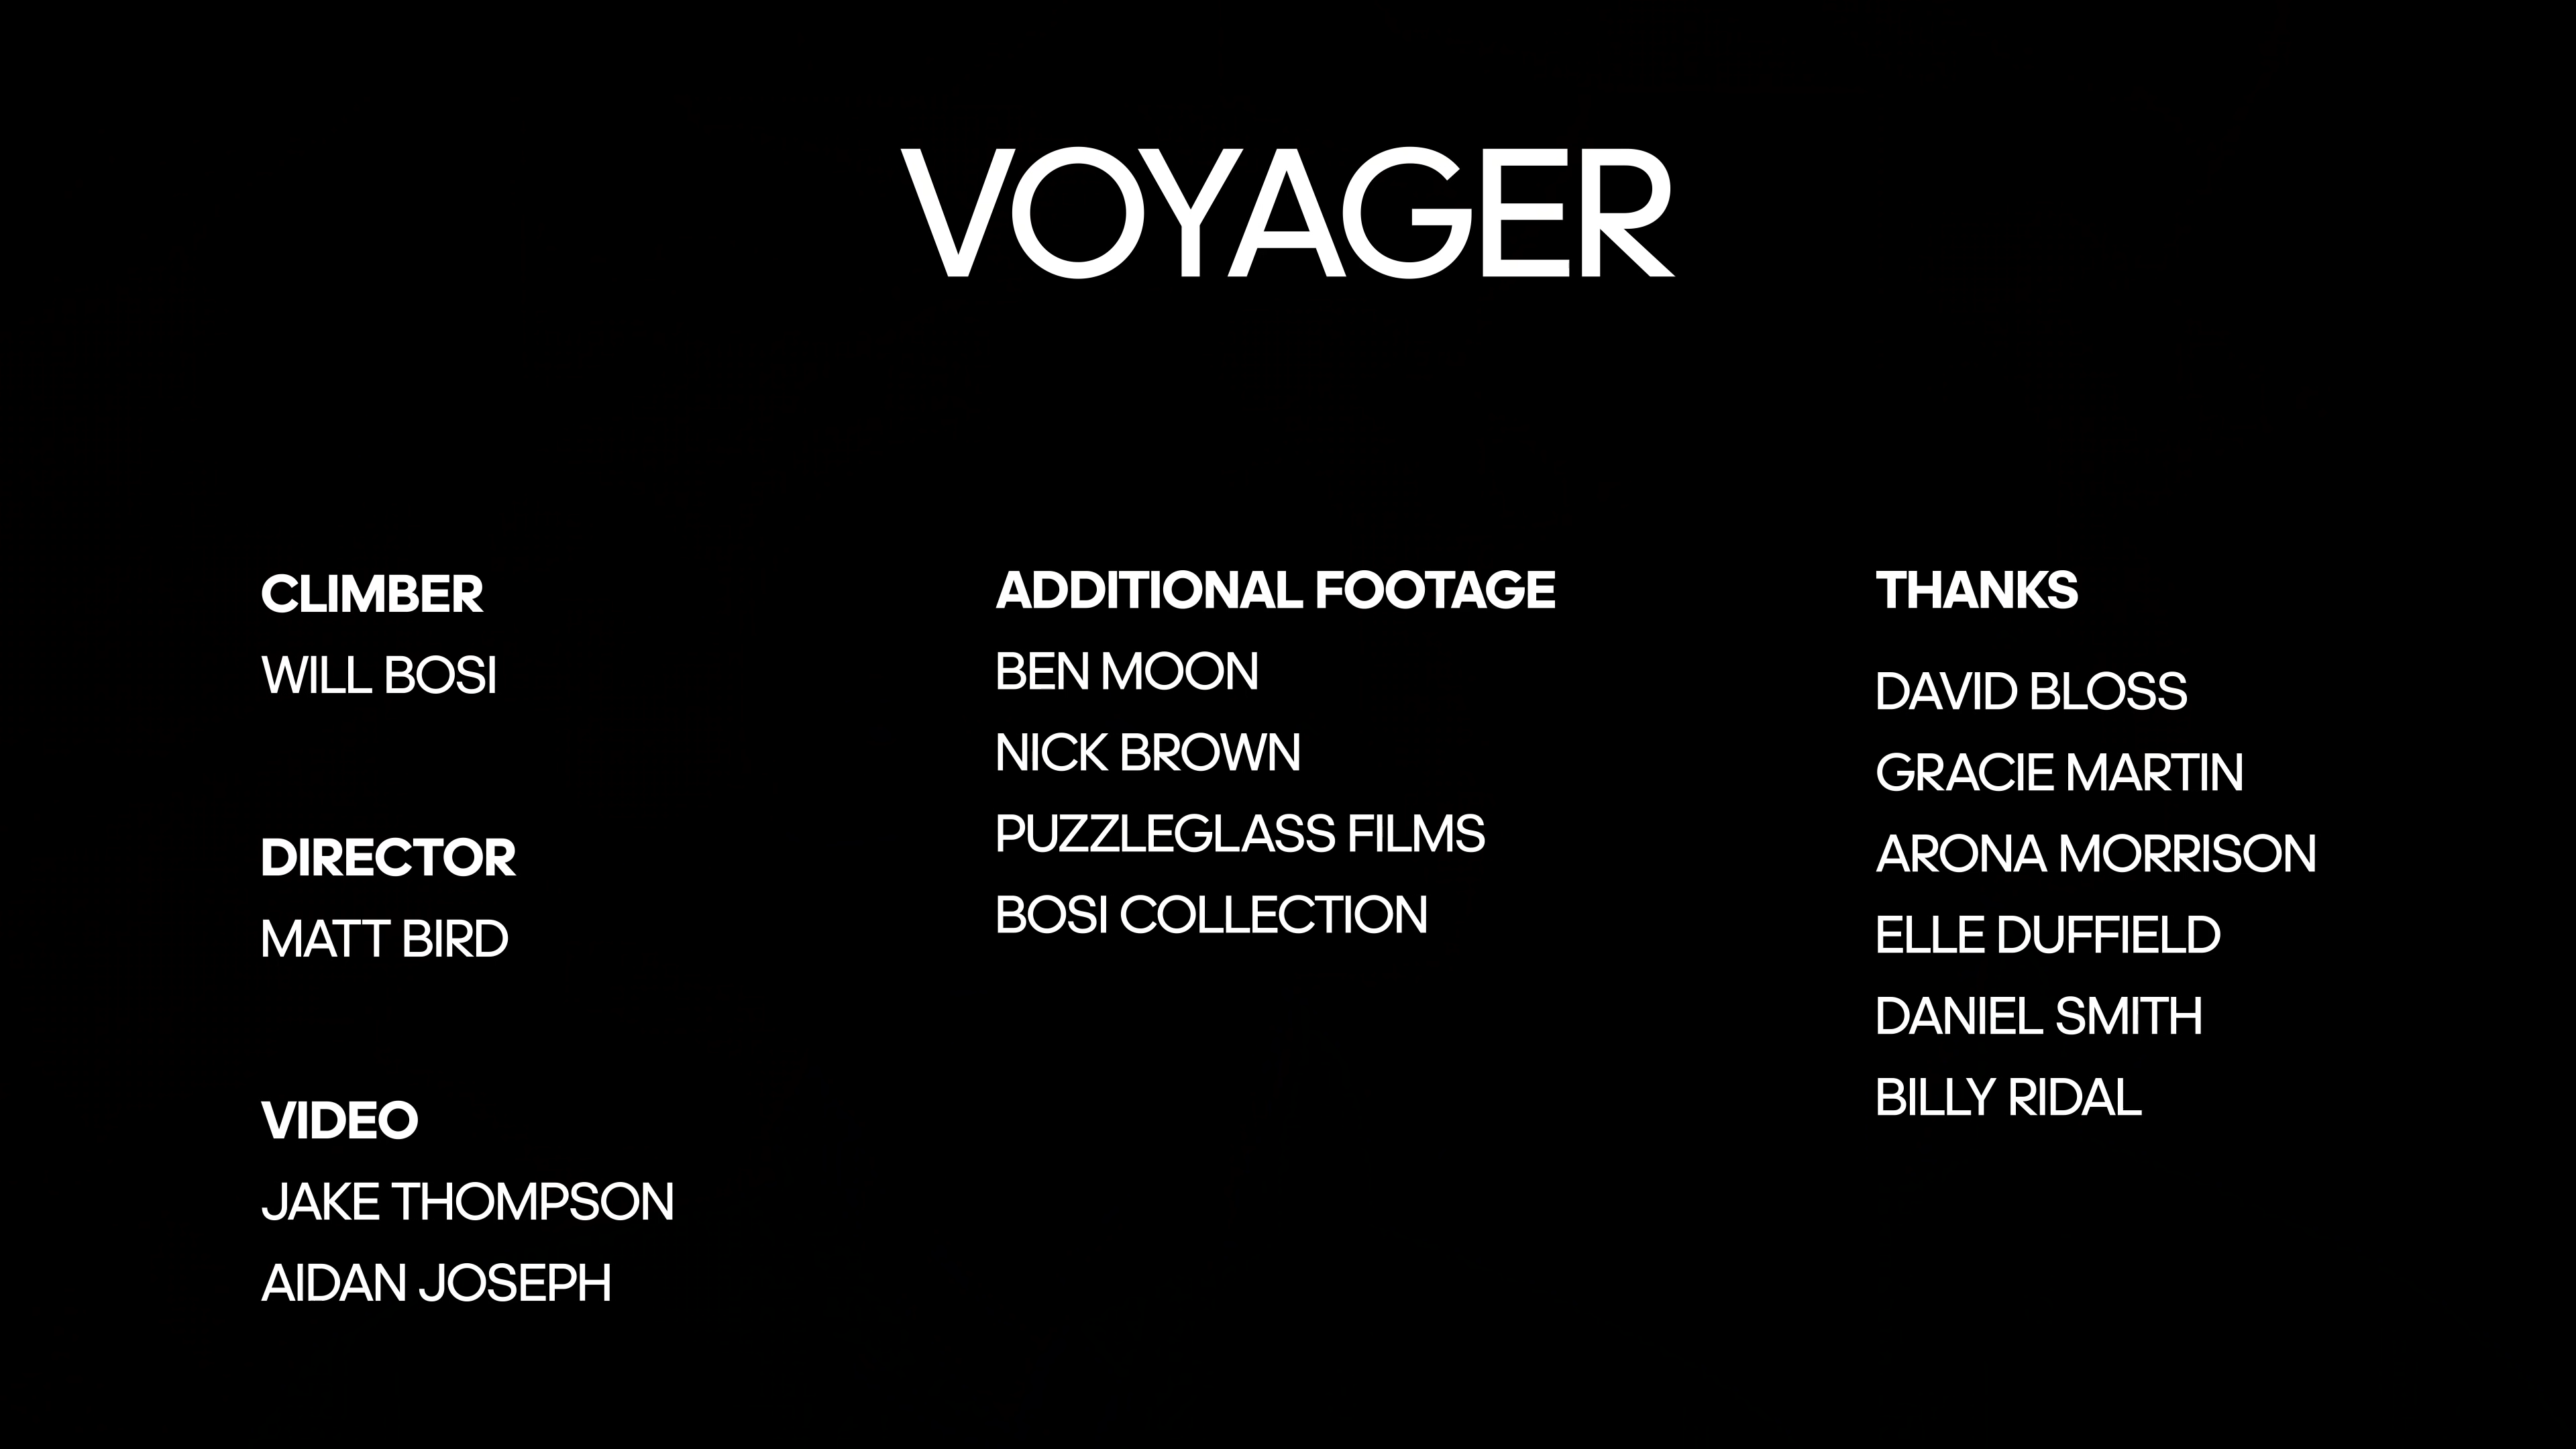 VOYAGER
CLIMBER
WILL BOSI
DIRECTOR
MATT BIRD
VIDEO
JAKE THOMPSON
AIDAN JOSEPH
ADDITIONAL FOOTAGE
BEN MOON
NICK BROWN
PUZZLEGLASS FILMS
BOSI COLLECTION
THANKS
DAVID BLOSS
GRACIE MARTIN
ARONA MORRISON
ELLE DUFFIELD
DANIEL SMITH
BILLY RIDAL